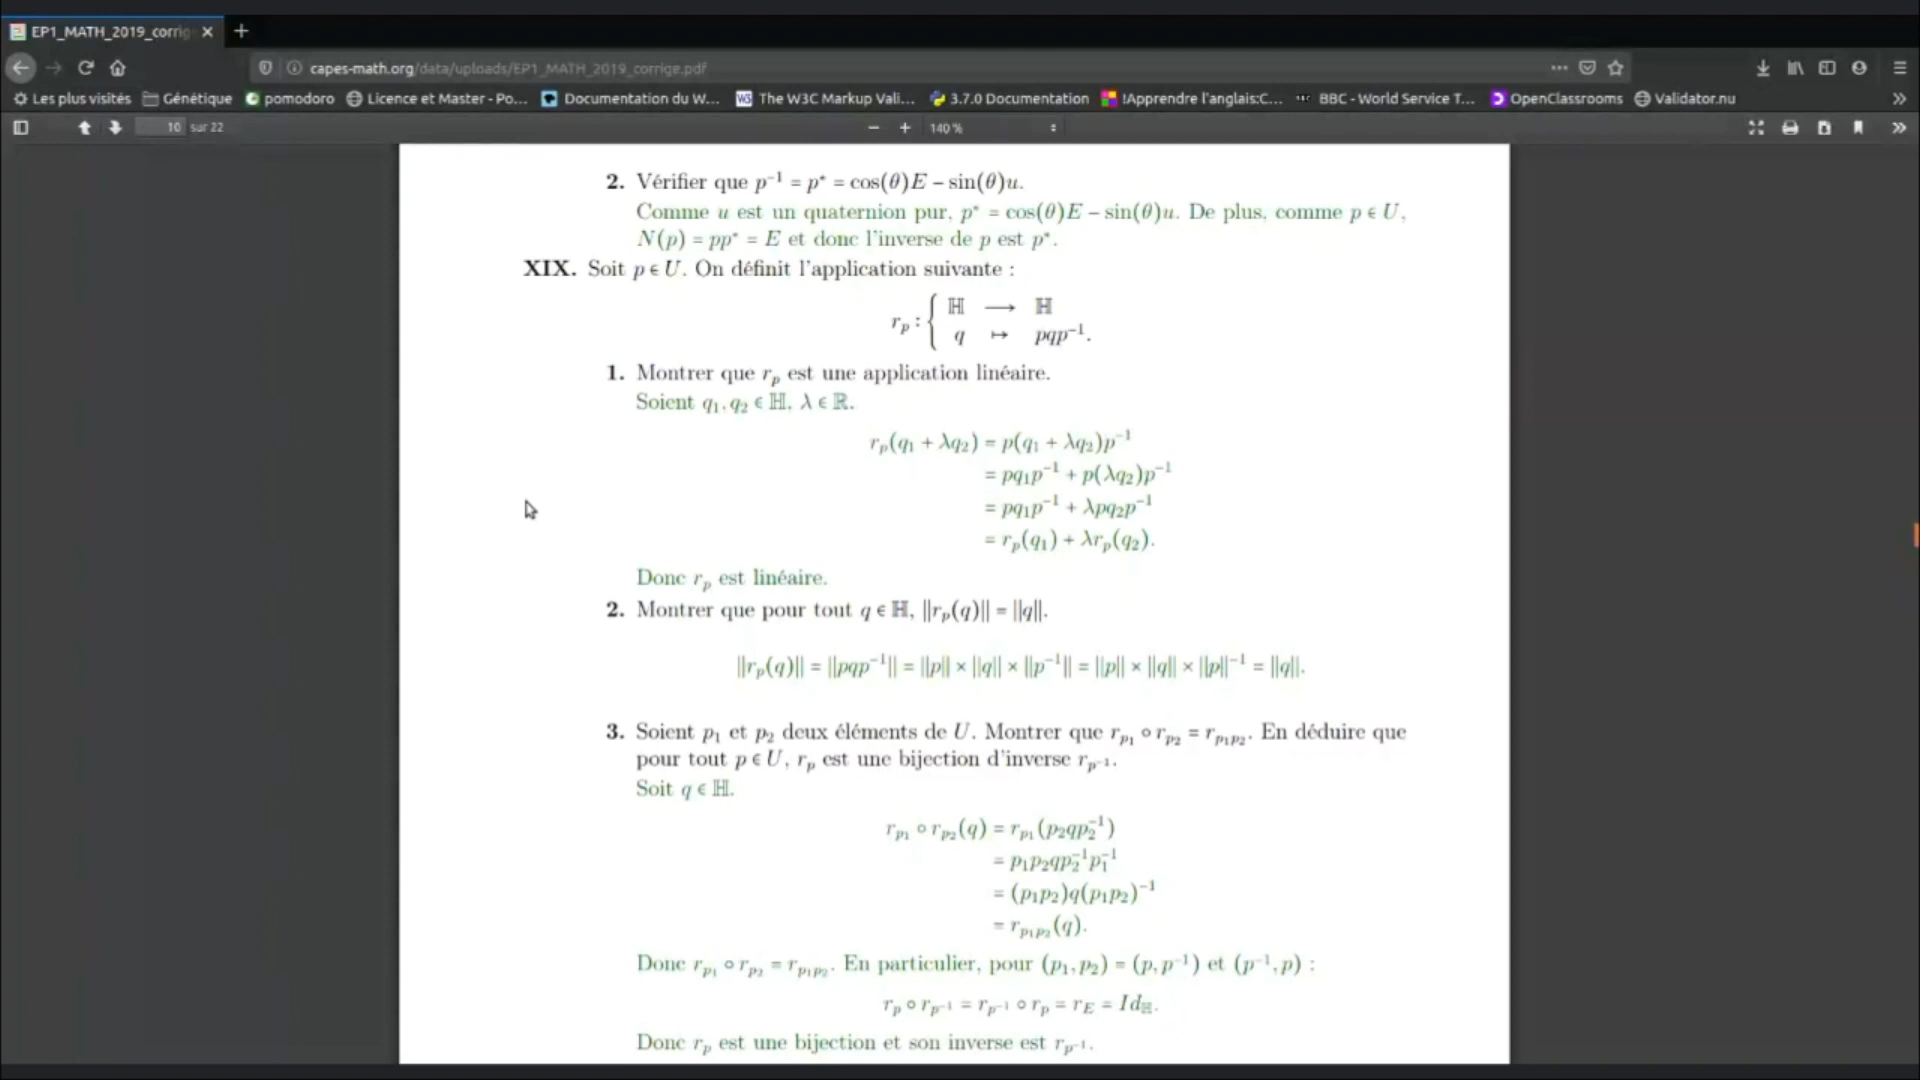 EP1_MATH_2019_corrig
capes-math.org/data/uploads/EP1_MATH_2019_corrige.pdf
Les plus visités Génétique pomodoro Licence et Master - Po... Documentation du W... The W3C Markup Vali... 3.7.0 Documentation !Apprendre l'anglais:C... BBC - World Service T... OpenClassrooms Validator.nu
10 sur 22 − + 140 %
2. Vérifier que p⁻¹ = p* = cos(θ)E − sin(θ)u.
Comme u est un quaternion pur, p* = cos(θ)E − sin(θ)u. De plus, comme p ∈ U,
N(p) = pp* = E et donc l'inverse de p est p*.
XIX. Soit p ∈ U. On définit l'application suivante :
r_p : { ℍ ⟶ ℍ
q ↦ pqp⁻¹.
1. Montrer que r_p est une application linéaire.
Soient q₁, q₂ ∈ ℍ, λ ∈ ℝ.
r_p(q₁ + λq₂) = p(q₁ + λq₂)p⁻¹
= pq₁p⁻¹ + p(λq₂)p⁻¹
= pq₁p⁻¹ + λpq₂p⁻¹
= r_p(q₁) + λr_p(q₂).
Donc r_p est linéaire.
2. Montrer que pour tout q ∈ ℍ, ||r_p(q)|| = ||q||.
||r_p(q)|| = ||pqp⁻¹|| = ||p|| × ||q|| × ||p⁻¹|| = ||p|| × ||q|| × ||p||⁻¹ = ||q||.
3. Soient p₁ et p₂ deux éléments de U. Montrer que r_{p₁} ∘ r_{p₂} = r_{p₁p₂}. En déduire que
pour tout p ∈ U, r_p est une bijection d'inverse r_{p⁻¹}.
Soit q ∈ ℍ.
r_{p₁} ∘ r_{p₂}(q) = r_{p₁}(p₂qp₂⁻¹)
= p₁p₂qp₂⁻¹p₁⁻¹
= (p₁p₂)q(p₁p₂)⁻¹
= r_{p₁p₂}(q).
Donc r_{p₁} ∘ r_{p₂} = r_{p₁p₂}. En particulier, pour (p₁, p₂) = (p, p⁻¹) et (p⁻¹, p) :
r_p ∘ r_{p⁻¹} = r_{p⁻¹} ∘ r_p = r_E = Id_ℍ.
Donc r_p est une bijection et son inverse est r_{p⁻¹}.